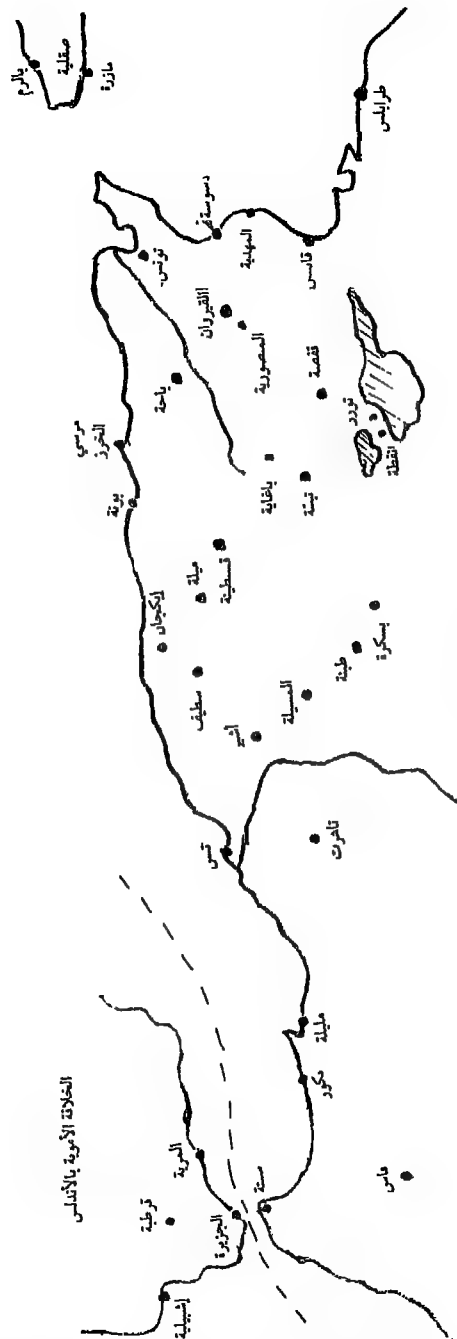 بالرم
صقلية
مازرة
طرابلس
سوسة
المهدية
قابس
تونس
القيروان
المنصورية
قفصة
باجة
توزر
نفطة
مرسى
الخرز
بونة
باغاية
تبسة
ميلة
قسطينة
إيكجان
سطيف
بسكرة
طبنة
المسيلة
أشير
تنس
تاهرت
مليلة
نكور
الخلافة الأموية بالأندلس
المرية
قرطبة
الجزيرة
سبتة
فاس
إشبيلية